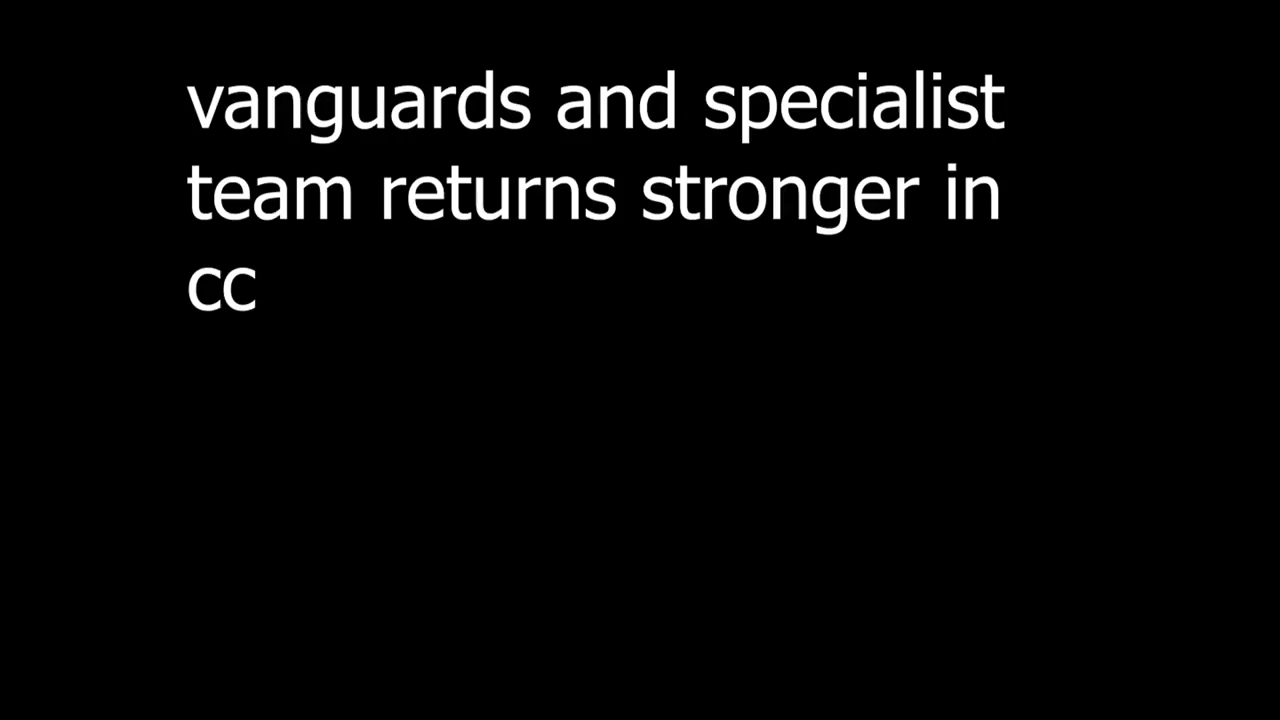 vanguards and specialist
team returns stronger in
cc